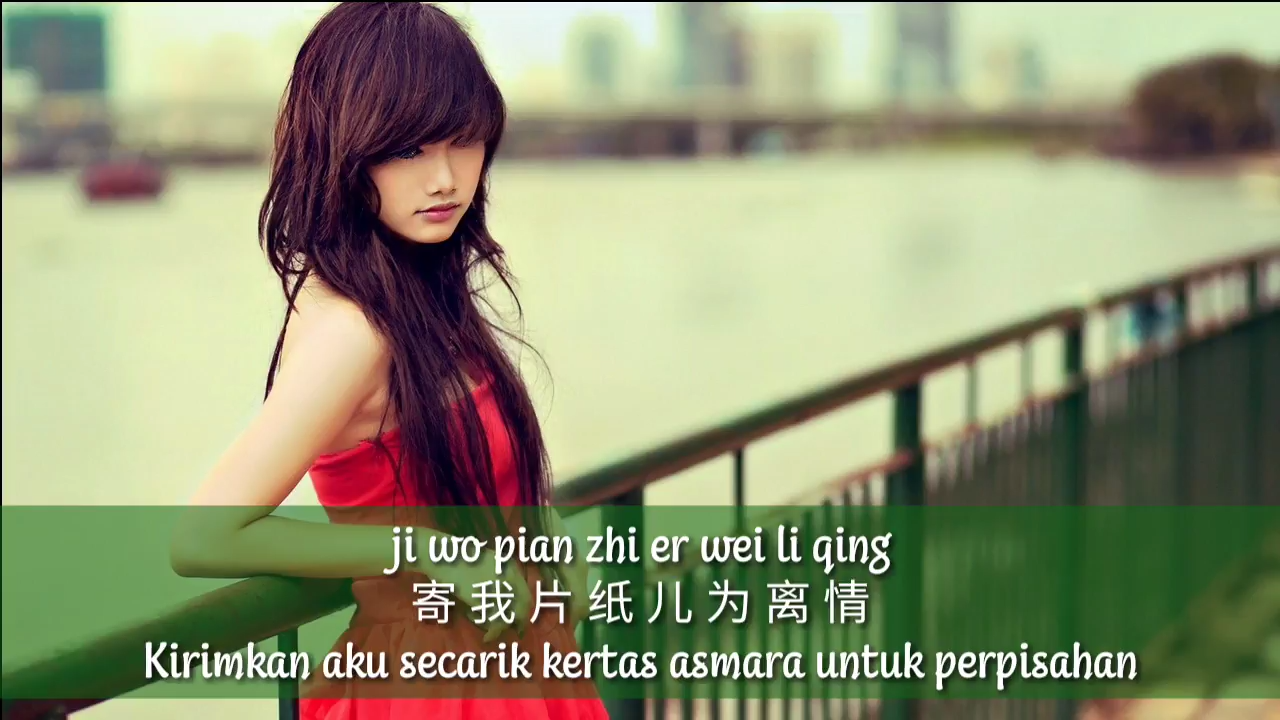 ji wo pian zhi er wei li qing
寄我片纸儿为离情
Kirimkan aku secarik kertas asmara untuk perpisahan